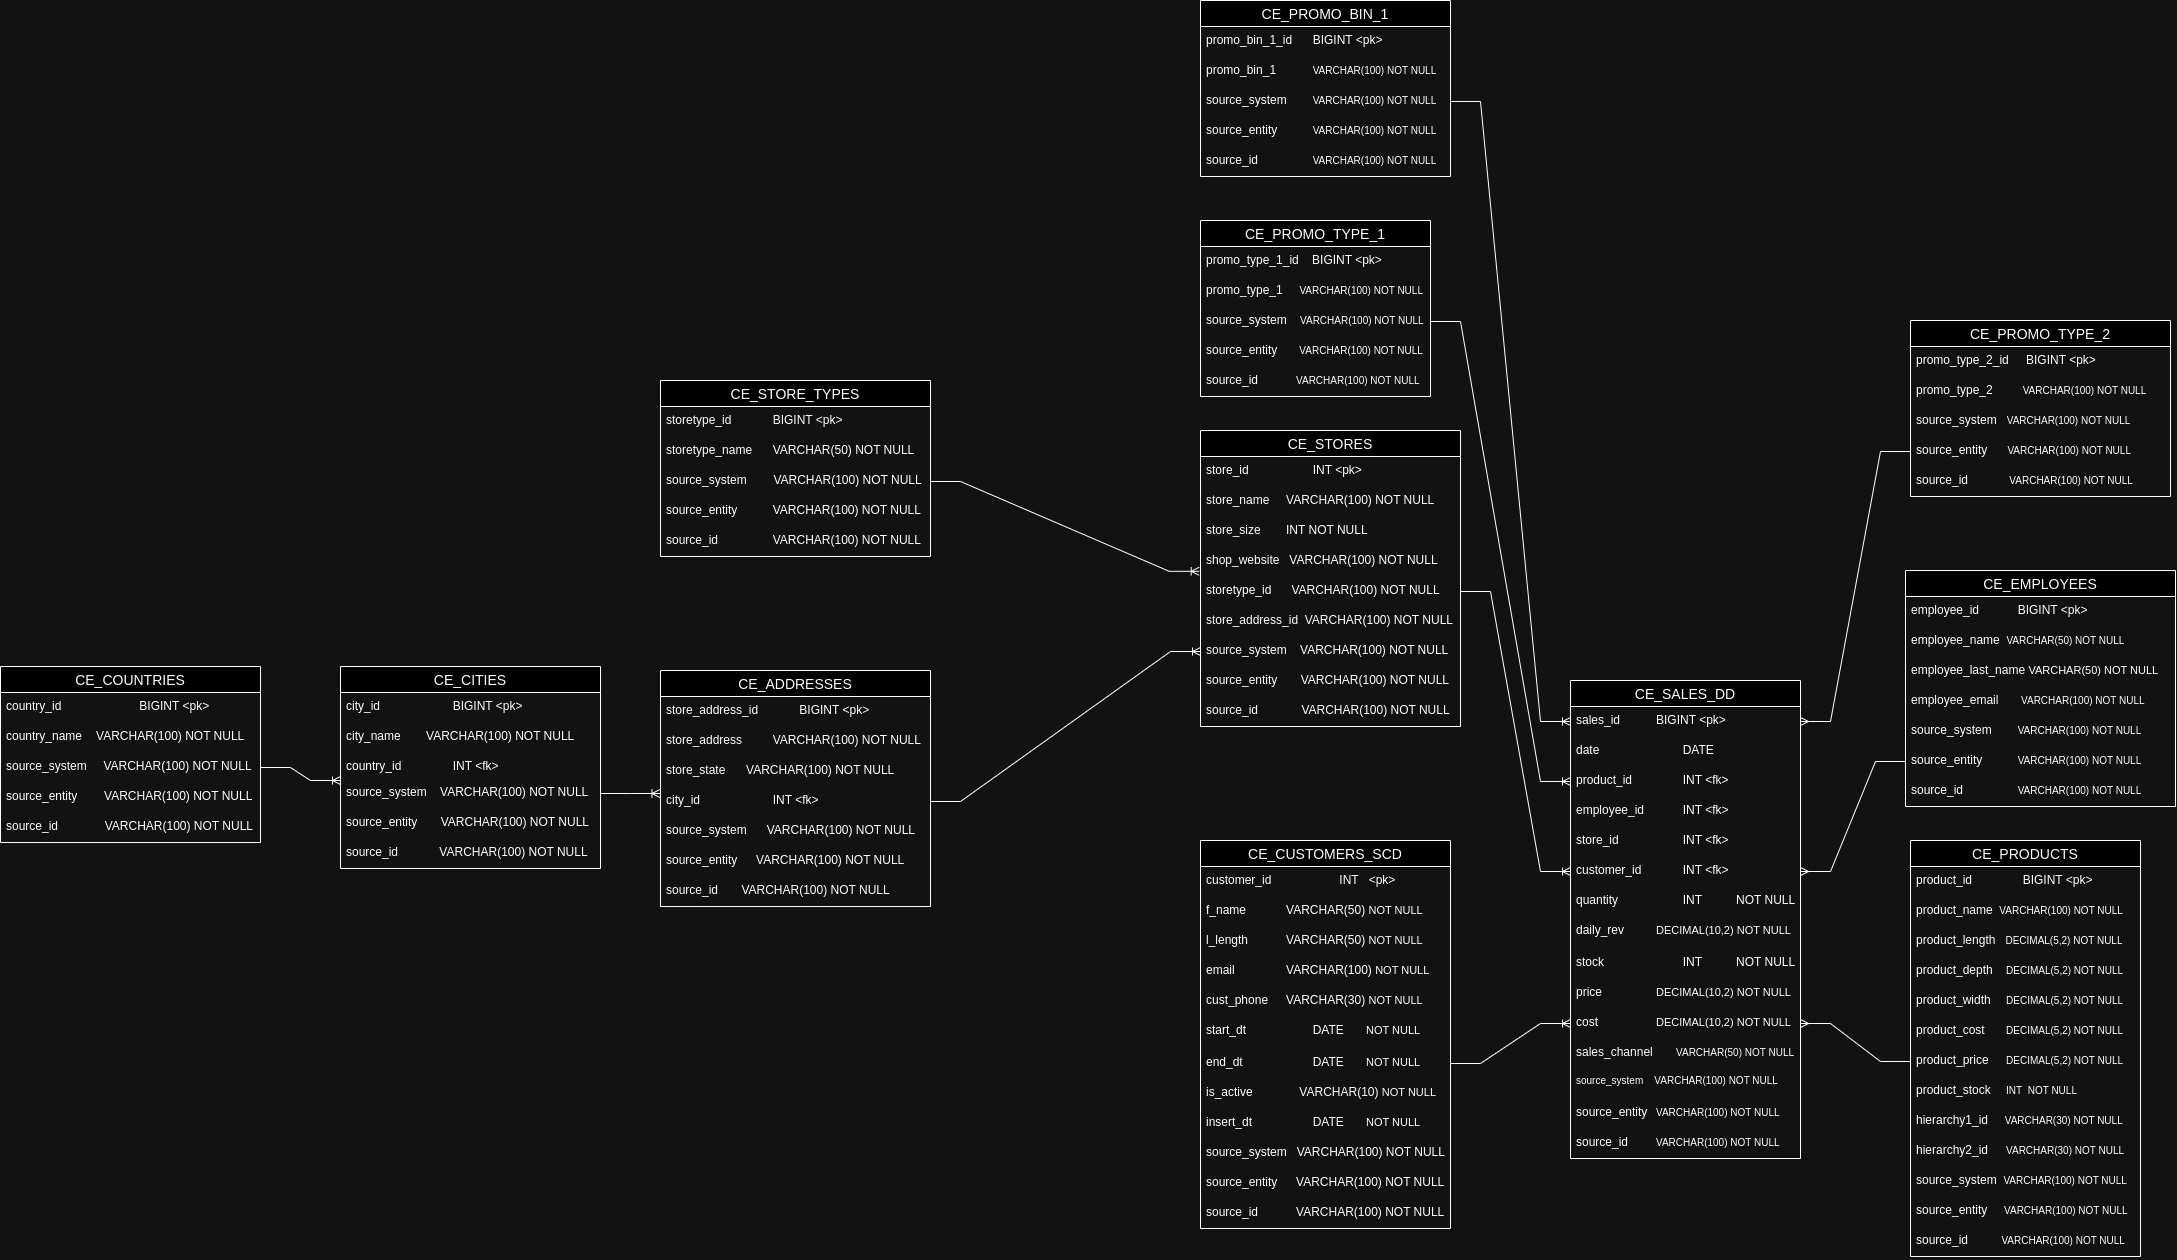 CE_PROMO_BIN_1
promo_bin_1_id BIGINT <pk>
promo_bin_1 VARCHAR(100) NOT NULL
source_system VARCHAR(100) NOT NULL
source_entity VARCHAR(100) NOT NULL
source_id VARCHAR(100) NOT NULL
CE_PROMO_TYPE_1
promo_type_1_id BIGINT <pk>
promo_type_1 VARCHAR(100) NOT NULL
source_system VARCHAR(100) NOT NULL
source_entity VARCHAR(100) NOT NULL
source_id VARCHAR(100) NOT NULL
CE_PROMO_TYPE_2
promo_type_2_id BIGINT <pk>
promo_type_2 VARCHAR(100) NOT NULL
source_system VARCHAR(100) NOT NULL
source_entity VARCHAR(100) NOT NULL
source_id VARCHAR(100) NOT NULL
CE_STORE_TYPES
storetype_id BIGINT <pk>
storetype_name VARCHAR(50) NOT NULL
source_system VARCHAR(100) NOT NULL
source_entity VARCHAR(100) NOT NULL
source_id VARCHAR(100) NOT NULL
CE_STORES
store_id INT <pk>
store_name VARCHAR(100) NOT NULL
store_size INT NOT NULL
shop_website VARCHAR(100) NOT NULL
storetype_id VARCHAR(100) NOT NULL
store_address_id VARCHAR(100) NOT NULL
source_system VARCHAR(100) NOT NULL
source_entity VARCHAR(100) NOT NULL
source_id VARCHAR(100) NOT NULL
CE_EMPLOYEES
employee_id BIGINT <pk>
employee_name VARCHAR(50) NOT NULL
employee_last_name VARCHAR(50) NOT NULL
employee_email VARCHAR(100) NOT NULL
source_system VARCHAR(100) NOT NULL
source_entity VARCHAR(100) NOT NULL
source_id VARCHAR(100) NOT NULL
CE_COUNTRIES
country_id BIGINT <pk>
country_name VARCHAR(100) NOT NULL
source_system VARCHAR(100) NOT NULL
source_entity VARCHAR(100) NOT NULL
source_id VARCHAR(100) NOT NULL
CE_CITIES
city_id BIGINT <pk>
city_name VARCHAR(100) NOT NULL
country_id INT <fk>
source_system VARCHAR(100) NOT NULL
source_entity VARCHAR(100) NOT NULL
source_id VARCHAR(100) NOT NULL
CE_ADDRESSES
store_address_id BIGINT <pk>
store_address VARCHAR(100) NOT NULL
store_state VARCHAR(100) NOT NULL
city_id INT <fk>
source_system VARCHAR(100) NOT NULL
source_entity VARCHAR(100) NOT NULL
source_id VARCHAR(100) NOT NULL
CE_SALES_DD
sales_id BIGINT <pk>
date DATE
product_id INT <fk>
employee_id INT <fk>
store_id INT <fk>
customer_id INT <fk>
quantity INT NOT NULL
daily_rev DECIMAL(10,2) NOT NULL
stock INT NOT NULL
price DECIMAL(10,2) NOT NULL
cost DECIMAL(10,2) NOT NULL
sales_channel VARCHAR(50) NOT NULL
source_system VARCHAR(100) NOT NULL
source_entity VARCHAR(100) NOT NULL
source_id VARCHAR(100) NOT NULL
CE_CUSTOMERS_SCD
customer_id INT <pk>
f_name VARCHAR(50) NOT NULL
l_length VARCHAR(50) NOT NULL
email VARCHAR(100) NOT NULL
cust_phone VARCHAR(30) NOT NULL
start_dt DATE NOT NULL
end_dt DATE NOT NULL
is_active VARCHAR(10) NOT NULL
insert_dt DATE NOT NULL
source_system VARCHAR(100) NOT NULL
source_entity VARCHAR(100) NOT NULL
source_id VARCHAR(100) NOT NULL
CE_PRODUCTS
product_id BIGINT <pk>
product_name VARCHAR(100) NOT NULL
product_length DECIMAL(5,2) NOT NULL
product_depth DECIMAL(5,2) NOT NULL
product_width DECIMAL(5,2) NOT NULL
product_cost DECIMAL(5,2) NOT NULL
product_price DECIMAL(5,2) NOT NULL
product_stock INT NOT NULL
hierarchy1_id VARCHAR(30) NOT NULL
hierarchy2_id VARCHAR(30) NOT NULL
source_system VARCHAR(100) NOT NULL
source_entity VARCHAR(100) NOT NULL
source_id VARCHAR(100) NOT NULL